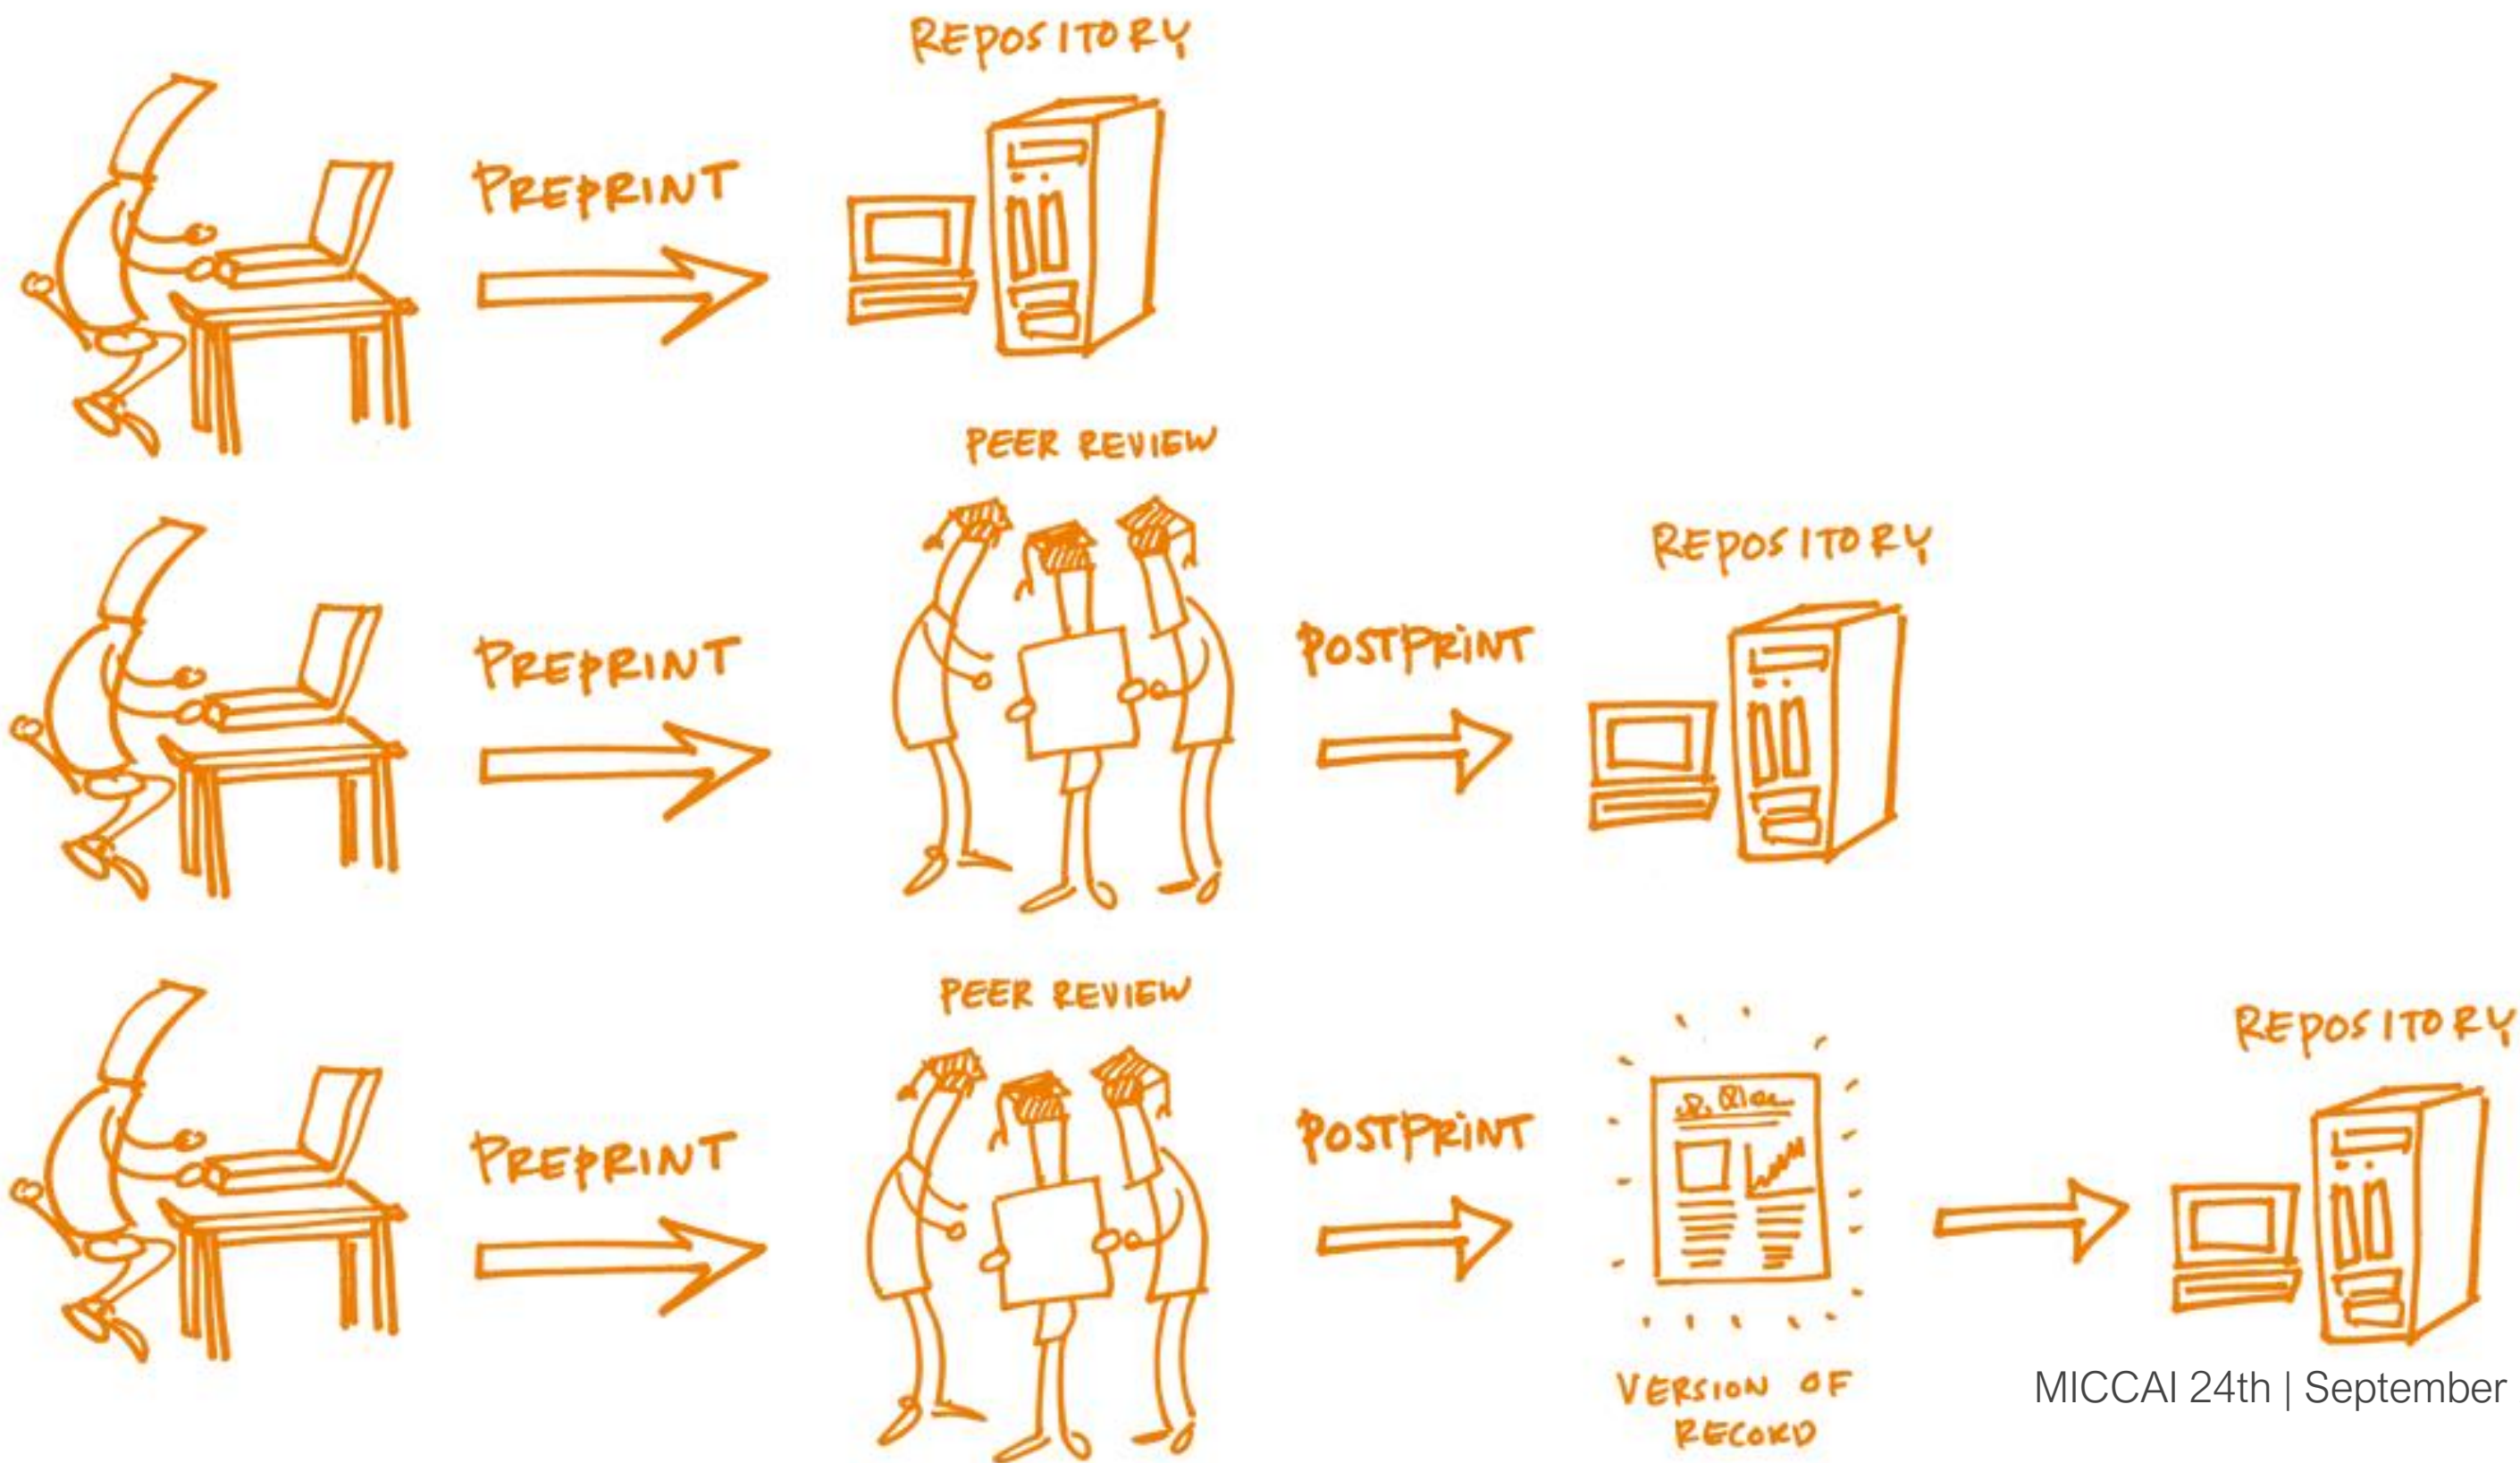 REPOSITORY
PREPRINT
PEER REVIEW
REPOSITORY
PREPRINT
POSTPRINT
PEER REVIEW
REPOSITORY
PREPRINT
POSTPRINT
VERSION OF
RECORD
MICCAI 24th | September